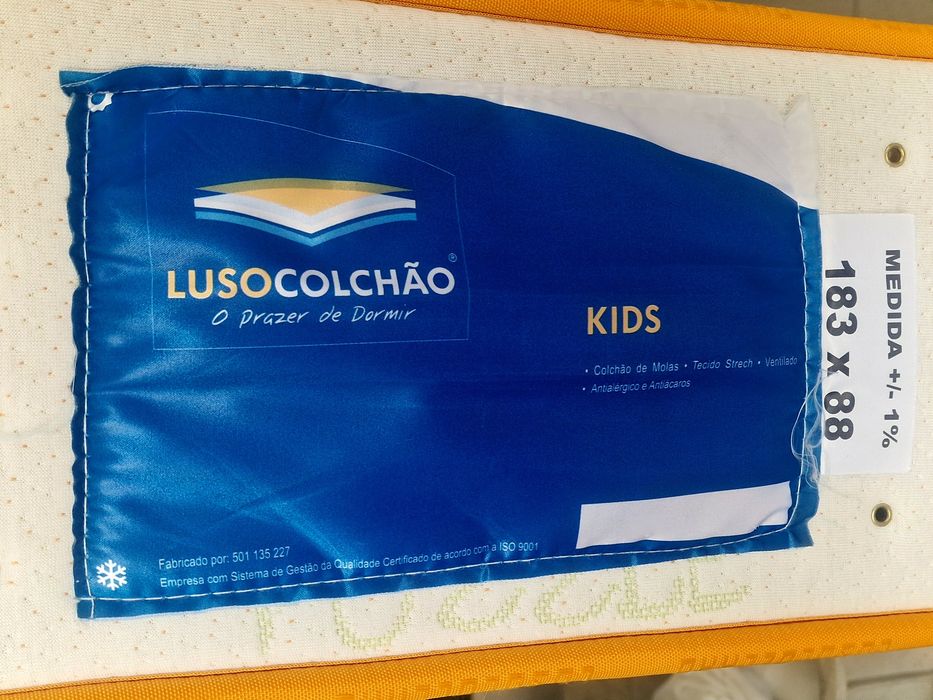 LUSOCOLCHÃO®
O Prazer de Dormir
KIDS
• Colchão de Molas • Tecido Strech • Ventilado
• Antialérgico e Antiácaros
Fabricado por: 501 135 227
Empresa com Sistema de Gestão da Qualidade Certificado de acordo com a ISO 9001
MEDIDA +/- 1%
183 x 88